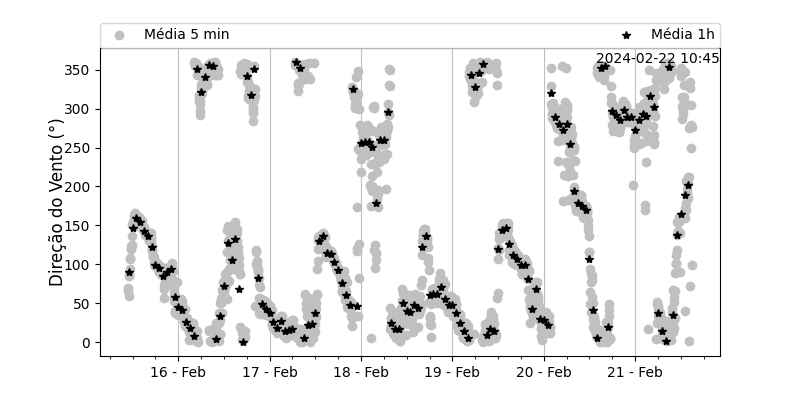 Média 5 min
Média 1h
2024-02-22 10:45
Direção do Vento (°)
350
300
250
200
150
100
50
0
16 - Feb
17 - Feb
18 - Feb
19 - Feb
20 - Feb
21 - Feb